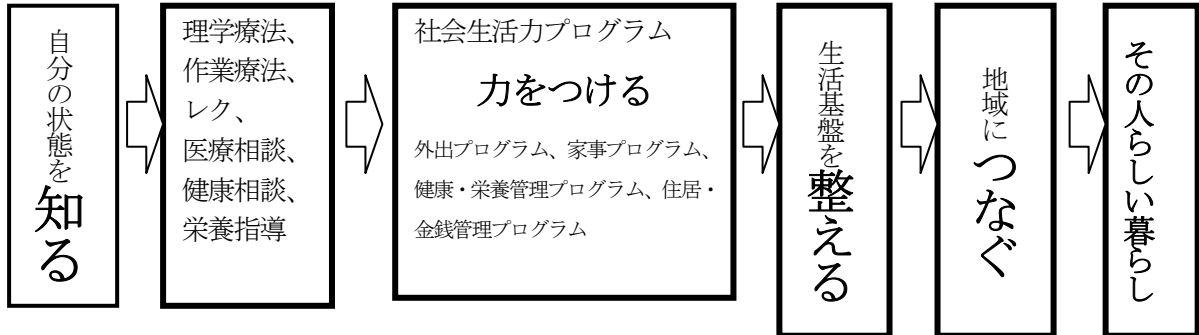 自分の状態を知る
理学療法、
作業療法、
レク、
医療相談、
健康相談、
栄養指導
社会生活力プログラム
力をつける
外出プログラム、家事プログラム、
健康・栄養管理プログラム、住居・
金銭管理プログラム
生活基盤を整える
地域につなぐ
その人らしい暮らし